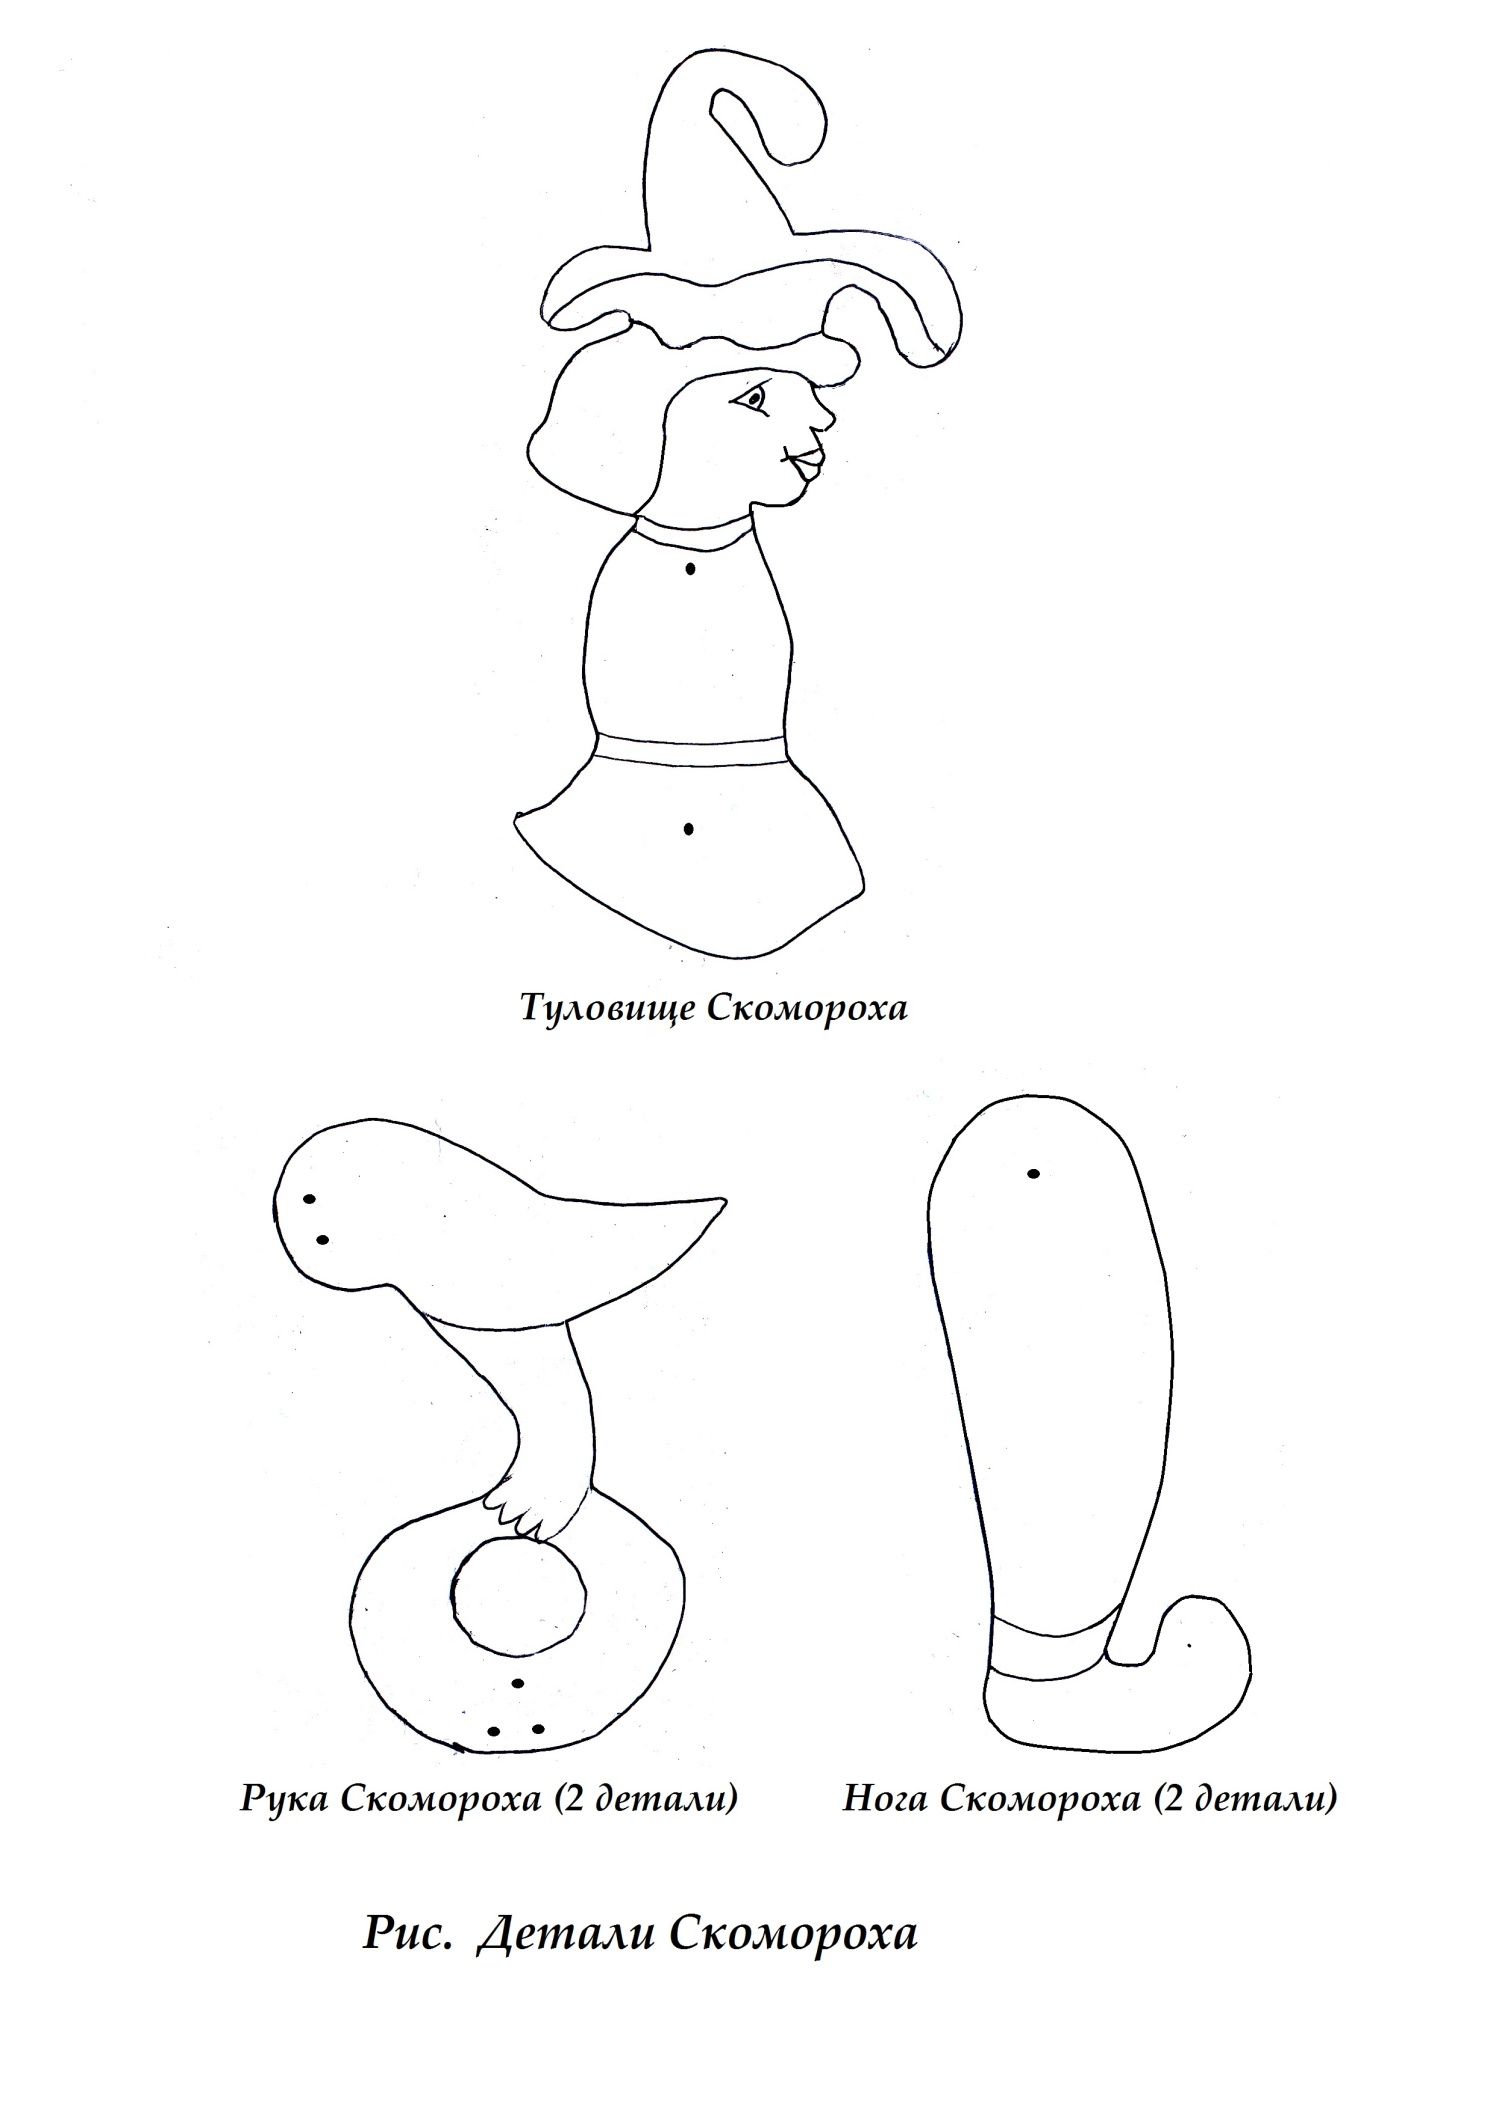 Туловище Скомороха
Рука Скомороха (2 детали)
Нога Скомороха (2 детали)
Рис. Детали Скомороха